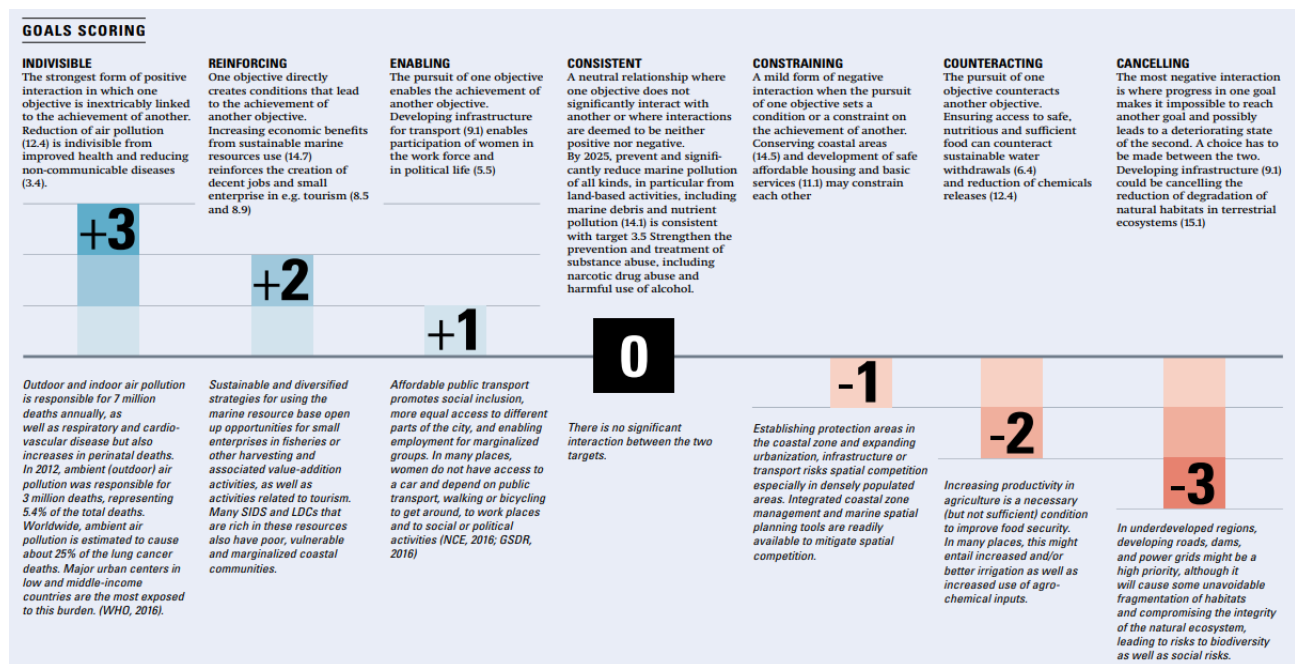 GOALS SCORING
INDIVISIBLE
The strongest form of positive
interaction in which one
objective is inextricably linked
to the achievement of another.
Reduction of air pollution
(12.4) is indivisible from
improved health and reducing
non-communicable diseases
(3.4).
+3
Outdoor and indoor air pollution
is responsible for 7 million
deaths annually, as
well as respiratory and cardio-
vascular disease but also
increases in perinatal deaths.
In 2012, ambient (outdoor) air
pollution was responsible for
3 million deaths, representing
5.4% of the total deaths.
Worldwide, ambient air
pollution is estimated to cause
about 25% of the lung cancer
deaths. Major urban centers in
low and middle-income
countries are the most exposed
to this burden. (WHO, 2016).
REINFORCING
One objective directly
creates conditions that lead
to the achievement of
another objective.
Increasing economic benefits
from sustainable marine
resources use (14.7)
reinforces the creation of
decent jobs and small
enterprise in e.g. tourism (8.5
and 8.9)
+2
Sustainable and diversified
strategies for using the
marine resource base open
up opportunities for small
enterprises in fisheries or
other harvesting and
associated value-addition
activities, as well as
activities related to tourism.
Many SIDS and LDCs that
are rich in these resources
also have poor, vulnerable
and marginalized coastal
communities.
ENABLING
The pursuit of one objective
enables the achievement of
another objective.
Developing infrastructure
for transport (9.1) enables
participation of women in
the work force and
in political life (5.5)
+1
Affordable public transport
promotes social inclusion,
more equal access to different
parts of the city, and enabling
employment for marginalized
groups. In many places,
women do not have access to
a car and depend on public
transport, walking or bicycling
to get around, to work places
and to social or political
activities (NCE, 2016; GSDR,
2016)
CONSISTENT
A neutral relationship where
one objective does not
significantly interact with
another or where interactions
are deemed to be neither
positive nor negative.
By 2025, prevent and signifi-
cantly reduce marine pollution
of all kinds, in particular from
land-based activities, including
marine debris and nutrient
pollution (14.1) is consistent
with target 3.5 Strengthen the
prevention and treatment of
substance abuse, including
narcotic drug abuse and
harmful use of alcohol.
0
There is no significant
interaction between the two
targets.
CONSTRAINING
A mild form of negative
interaction when the pursuit
of one objective sets a
condition or a constraint on
the achievement of another.
Conserving coastal areas
(14.5) and development of safe
affordable housing and basic
services (11.1) may constrain
each other
-1
Establishing protection areas in
the coastal zone and expanding
urbanization, infrastructure or
transport risks spatial competition
especially in densely populated
areas. Integrated coastal zone
management and marine spatial
planning tools are readily
available to mitigate spatial
competition.
COUNTERACTING
The pursuit of one
objective counteracts
another objective.
Ensuring access to safe,
nutritious and sufficient
food can counteract
sustainable water
withdrawals (6.4)
and reduction of chemicals
releases (12.4)
-2
Increasing productivity in
agriculture is a necessary
(but not sufficient) condition
to improve food security.
In many places, this might
entail increased and/or
better irrigation as well as
increased use of agro-
chemical inputs.
CANCELLING
The most negative interaction
is where progress in one goal
makes it impossible to reach
another goal and possibly
leads to a deteriorating state
of the second. A choice has to
be made between the two.
Developing infrastructure (9.1)
could be cancelling the
reduction of degradation of
natural habitats in terrestrial
ecosystems (15.1)
-3
In underdeveloped regions,
developing roads, dams,
and power grids might be a
high priority, although it
will cause some unavoidable
fragmentation of habitats
and compromising the integrity
of the natural ecosystem,
leading to risks to biodiversity
as well as social risks.